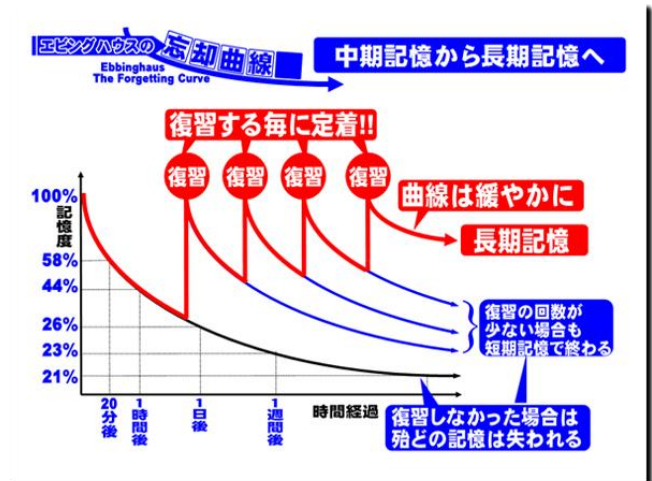 エビングハウスの忘却曲線
Ebbinghaus
The Forgetting Curve
中期記憶から長期記憶へ
復習する毎に定着!!
復習
復習
復習
復習
曲線は緩やかに
長期記憶
100%
記憶度
58%
44%
26%
23%
21%
復習の回数が
少ない場合も
短期記憶で終わる
20分後
1時間後
1日後
1週間後
時間経過
復習しなかった場合は
殆どの記憶は失われる